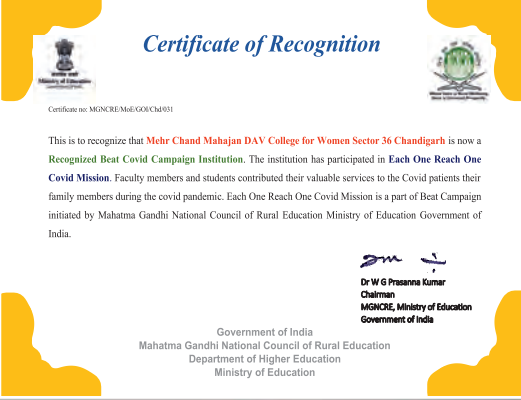 Certificate of Recognition
Ministry of Education
Certificate no: MGNCRE/MoE/GOI/Chd/031
This is to recognize that Mehr Chand Mahajan DAV College for Women Sector 36 Chandigarh is now a
Recognized Beat Covid Campaign Institution. The institution has participated in Each One Reach One
Covid Mission. Faculty members and students contributed their valuable services to the Covid patients their
family members during the covid pandemic. Each One Reach One Covid Mission is a part of Beat Campaign
initiated by Mahatma Gandhi National Council of Rural Education Ministry of Education Government of
India.
Dr W G Prasanna Kumar
Chairman
MGNCRE, Ministry of Education
Government of India
Government of India
Mahatma Gandhi National Council of Rural Education
Department of Higher Education
Ministry of Education